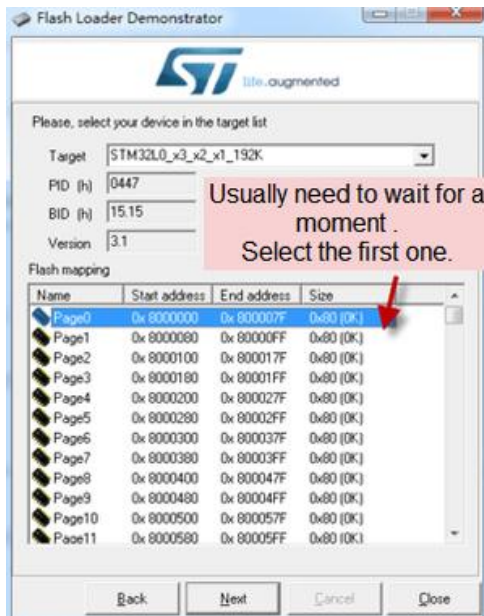 Flash Loader Demonstrator
life.augmented
Please, select your device in the target list
Target STM32L0_x3_x2_x1_192K
PID (h) 0447
BID (h) 15.15
Version 3.1
Usually need to wait for a
moment .
Select the first one.
Flash mapping
Name Start address End address Size
Page0 0x 8000000 0x 800007F 0x80 (0K)
Page1 0x 8000080 0x 80000FF 0x80 (0K)
Page2 0x 8000100 0x 800017F 0x80 (0K)
Page3 0x 8000180 0x 80001FF 0x80 (0K)
Page4 0x 8000200 0x 800027F 0x80 (0K)
Page5 0x 8000280 0x 80002FF 0x80 (0K)
Page6 0x 8000300 0x 800037F 0x80 (0K)
Page7 0x 8000380 0x 80003FF 0x80 (0K)
Page8 0x 8000400 0x 800047F 0x80 (0K)
Page9 0x 8000480 0x 80004FF 0x80 (0K)
Page10 0x 8000500 0x 800057F 0x80 (0K)
Page11 0x 8000580 0x 80005FF 0x80 (0K)
Back Next Cancel Close